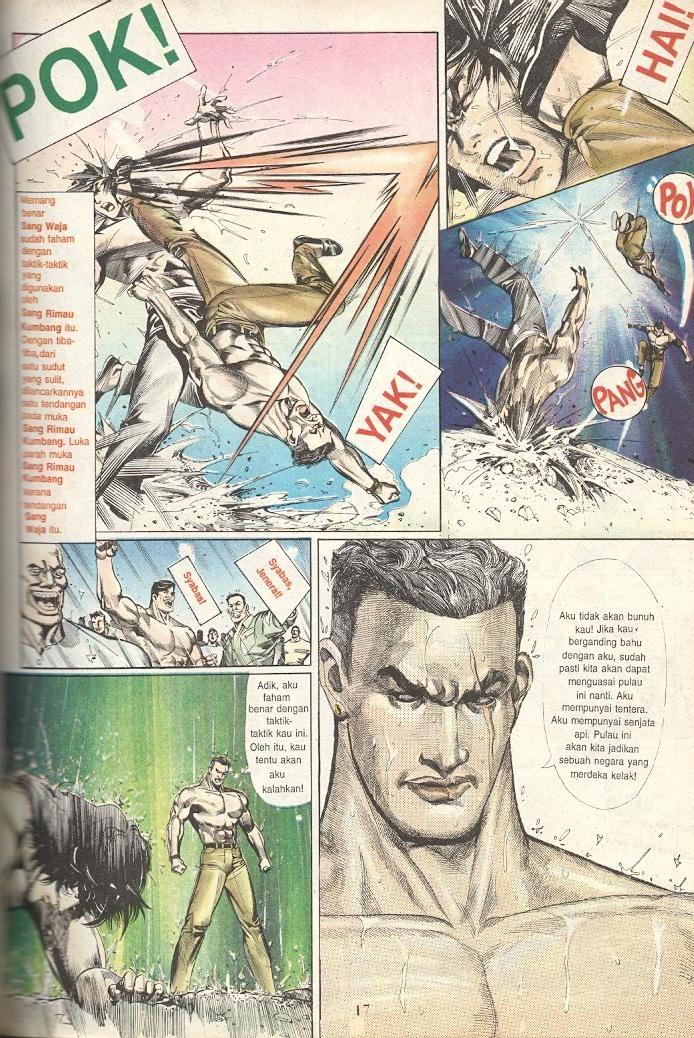 POK!
HAI!
Memang
benar
Sang Waja
sudah faham
dengan
taktik-taktik
yang
digunakan
oleh
Sang Rimau
Kumbang itu.
Dengan tiba-
tiba, dari
satu sudut
yang sulit,
dilancarkannya
satu tendangan
pada muka
Sang Rimau
Kumbang. Luka
parah muka
Sang Rimau
Kumbang
kerana
tendangan
Sang
Waja itu.
YAK!
PANG
Syabas!
Syabas,
Jeneral!
Adik, aku
faham
benar dengan
taktik-
taktik kau ini.
Oleh itu, kau
tentu akan
aku
kalahkan!
Aku tidak akan bunuh
kau! Jika kau
berganding bahu
dengan aku, sudah
pasti kita akan dapat
menguasai pulau
ini nanti. Aku
mempunyai tentera.
Aku mempunyai senjata
api. Pulau ini
akan kita jadikan
sebuah negara yang
merdeka kelak!
17